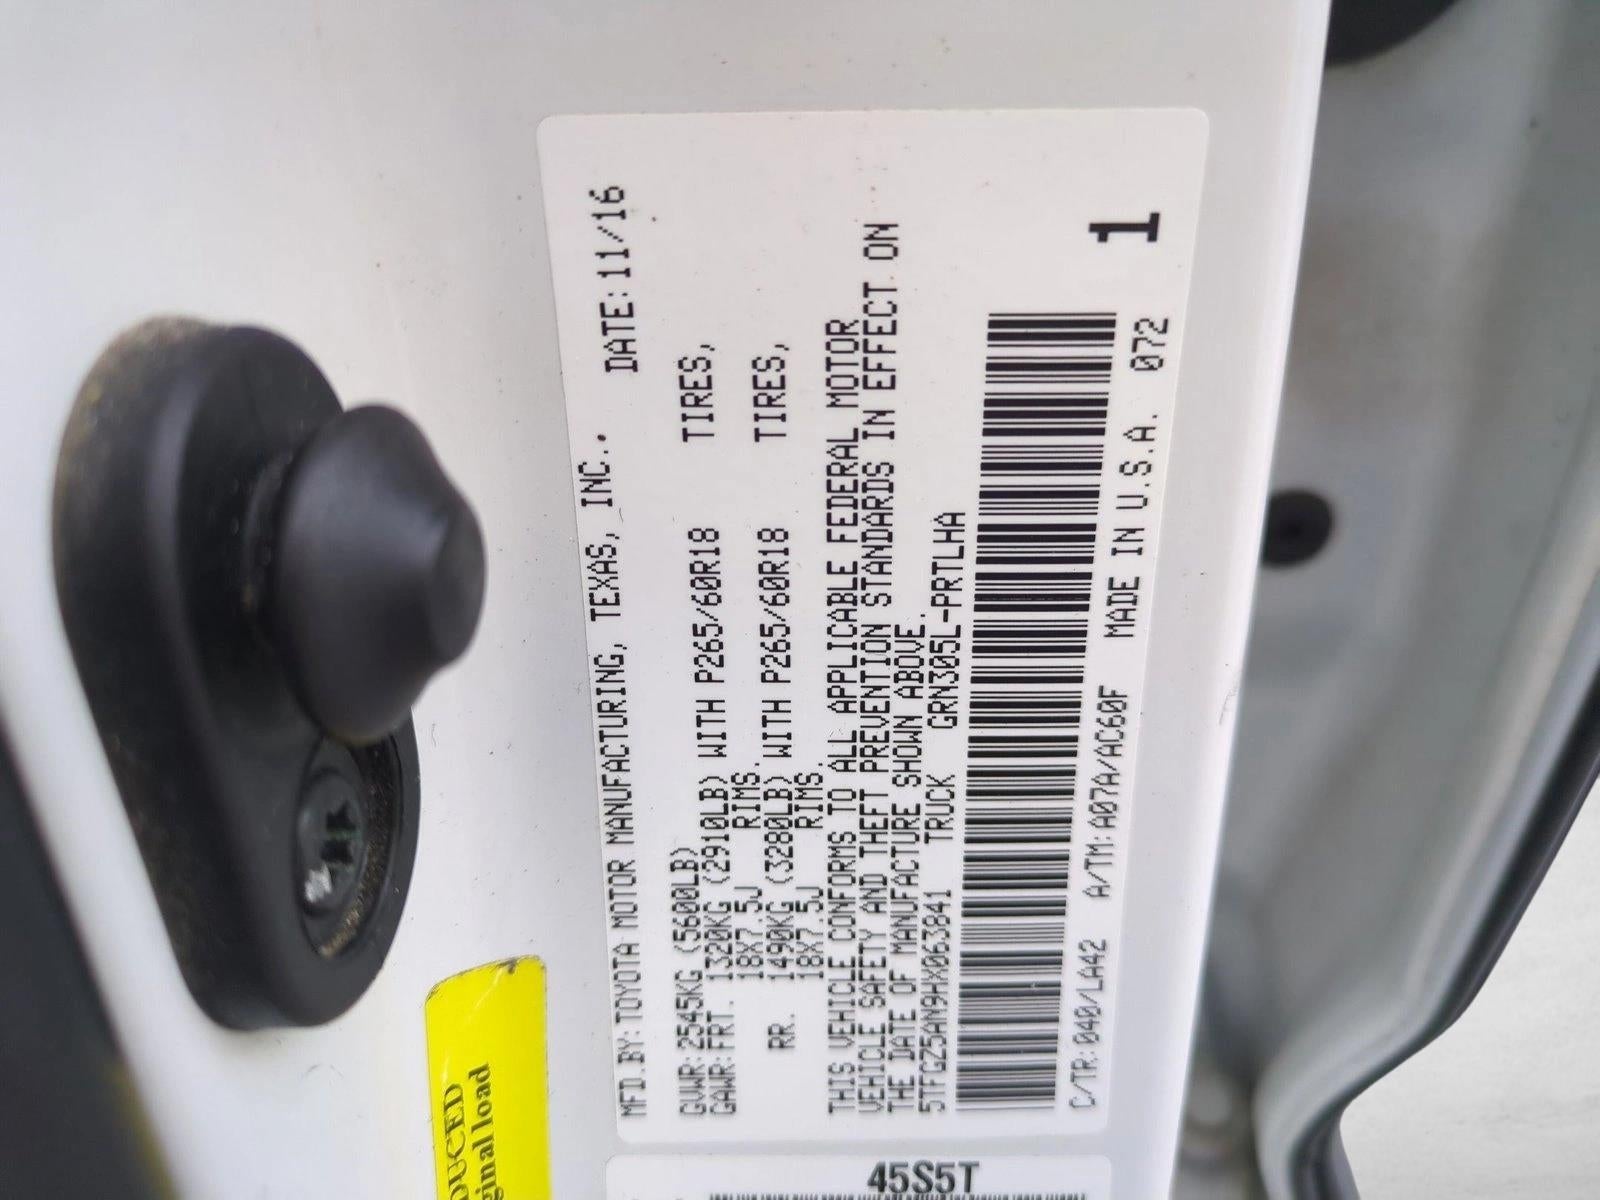 MFD.BY:TOYOTA MOTOR MANUFACTURING, TEXAS, INC. DATE:11/16
GVWR:2545KG (5600LB)
GAWR:FRT. 1320KG (2910LB) WITH P265/60R18 TIRES,
18X7.5J RIMS.
RR. 1490KG (3280LB) WITH P265/60R18 TIRES,
18X7.5J RIMS.
THIS VEHICLE CONFORMS TO ALL APPLICABLE FEDERAL MOTOR
VEHICLE SAFETY AND THEFT PREVENTION STANDARDS IN EFFECT ON
THE DATE OF MANUFACTURE SHOWN ABOVE.
5TFGZ5AN9HX063841 TRUCK GRN305L-PRTLHA
C/TR:040/LA42 A/TM:A07A/AC60F MADE IN U.S.A. 072
1
45S5T
DUCED
ginal load